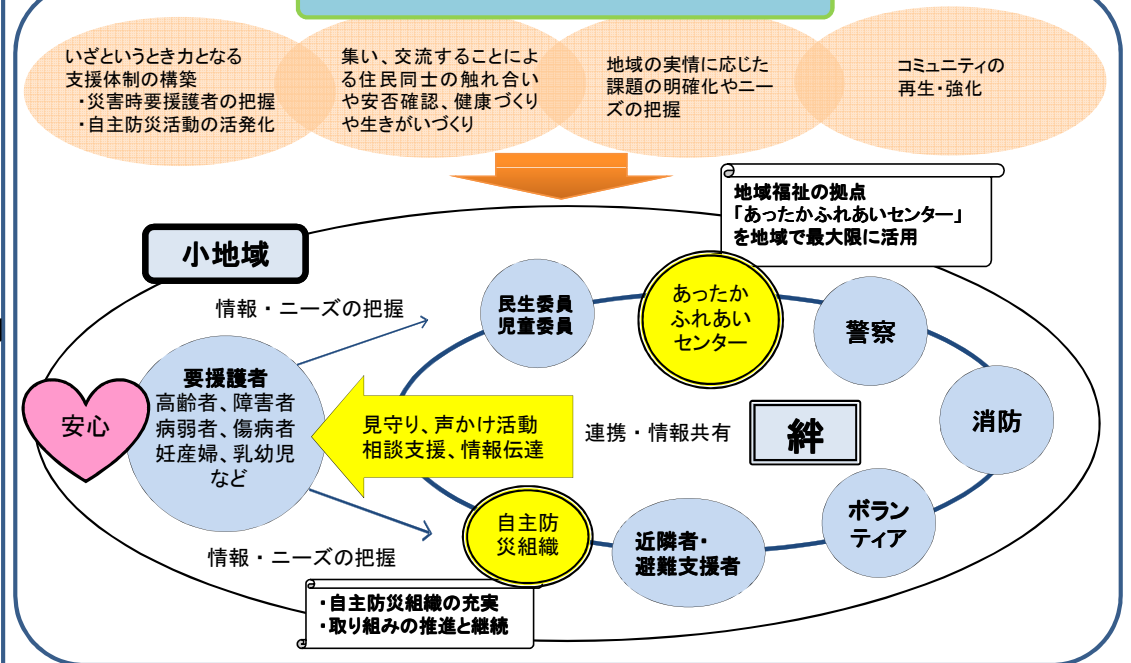 いざというとき力となる
支援体制の構築
・災害時要援護者の把握
・自主防災活動の活発化
集い、交流することによ
る住民同士の触れ合い
や安否確認、健康づくり
や生きがいづくり
地域の実情に応じた
課題の明確化やニー
ズの把握
コミュニティの
再生・強化
地域福祉の拠点
「あったかふれあいセンター」
を地域で最大限に活用
小地域
情報・ニーズの把握
民生委員
児童委員
あったか
ふれあい
センター
警察
消防
安心
要援護者
高齢者、障害者
病弱者、傷病者
妊産婦、乳幼児
など
見守り、声かけ活動
相談支援、情報伝達
連携・情報共有
絆
ボラン
ティア
近隣者・
避難支援者
自主防
災組織
情報・ニーズの把握
・自主防災組織の充実
・取り組みの推進と継続